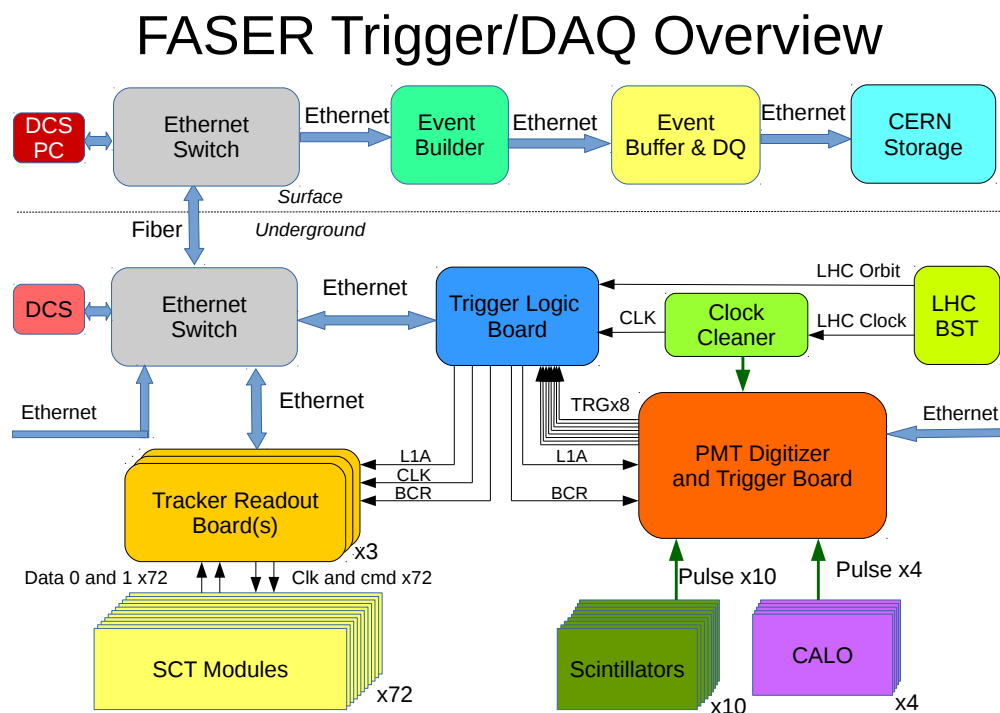 FASER Trigger/DAQ Overview
DCS
PC
Ethernet
Switch
Ethernet
Event
Builder
Ethernet
Event
Buffer & DQ
Ethernet
CERN
Storage
Surface
Fiber
Underground
DCS
Ethernet
Switch
Ethernet
Trigger Logic
Board
LHC Orbit
CLK
Clock
Cleaner
LHC Clock
LHC
BST
Ethernet
Ethernet
TRGx8
Ethernet
L1A
CLK
BCR
L1A
BCR
PMT Digitizer
and Trigger Board
Tracker Readout
Board(s)
x3
Data 0 and 1 x72
Clk and cmd x72
Pulse x10
Pulse x4
SCT Modules
x72
Scintillators
x10
CALO
x4